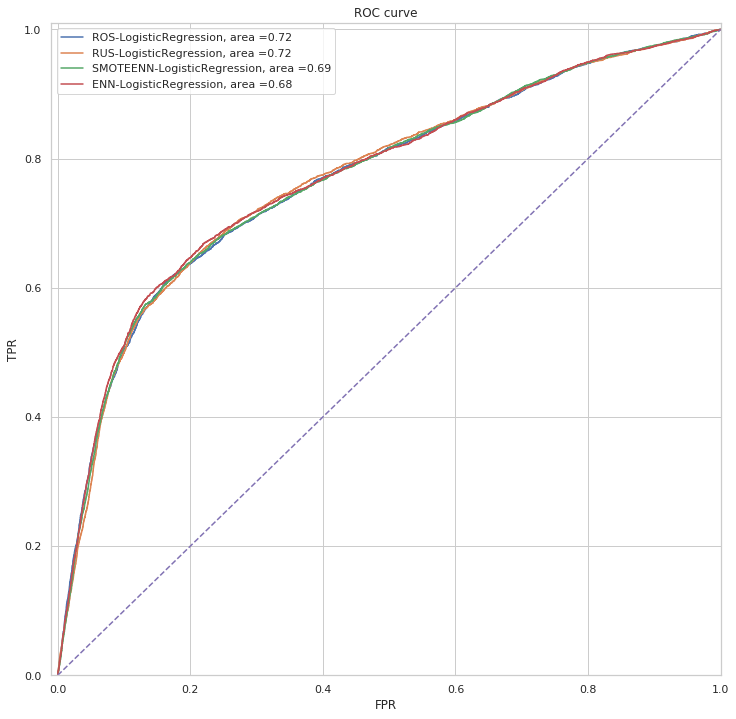 ROC curve
ROS-LogisticRegression, area =0.72
RUS-LogisticRegression, area =0.72
SMOTEENN-LogisticRegression, area =0.69
ENN-LogisticRegression, area =0.68
1.0
0.8
0.6
0.4
0.2
0.0
TPR
0.0 0.2 0.4 0.6 0.8 1.0
FPR